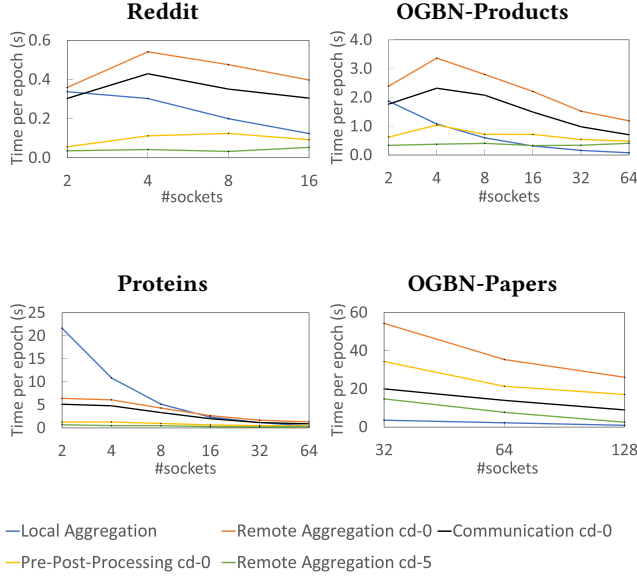 Reddit
Time per epoch (s)
0.6
0.4
0.2
0.0
2 4 8 16
#sockets
OGBN-Products
Time per epoch (s)
4.0
3.0
2.0
1.0
0.0
2 4 8 16 32 64
#sockets
Proteins
Time per epoch (s)
25
20
15
10
5
0
2 4 8 16 32 64
#sockets
OGBN-Papers
Time per epoch (s)
60
40
20
0
32 64 128
#sockets
Local Aggregation Remote Aggregation cd-0 Communication cd-0
Pre-Post-Processing cd-0 Remote Aggregation cd-5